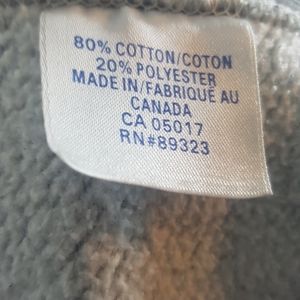 80% COTTON/COTON
20% POLYESTER
MADE IN/FABRIQUÉ AU
CANADA
CA 05017
RN#89323